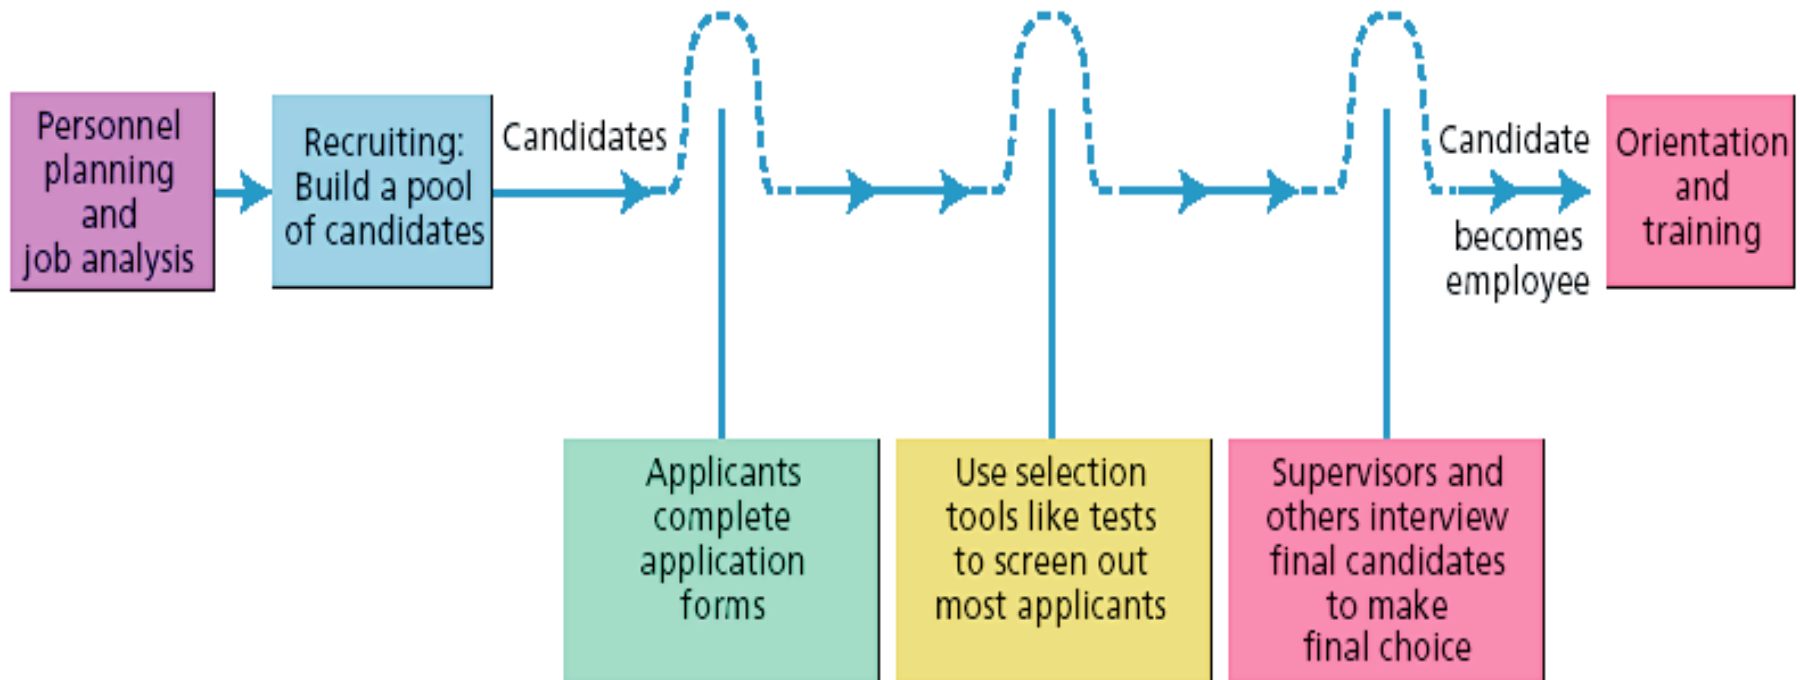 Personnel
planning
and
job analysis
Recruiting:
Build a pool
of candidates
Candidates
Candidate
becomes
employee
Orientation
and
training
Applicants
complete
application
forms
Use selection
tools like tests
to screen out
most applicants
Supervisors and
others interview
final candidates
to make
final choice